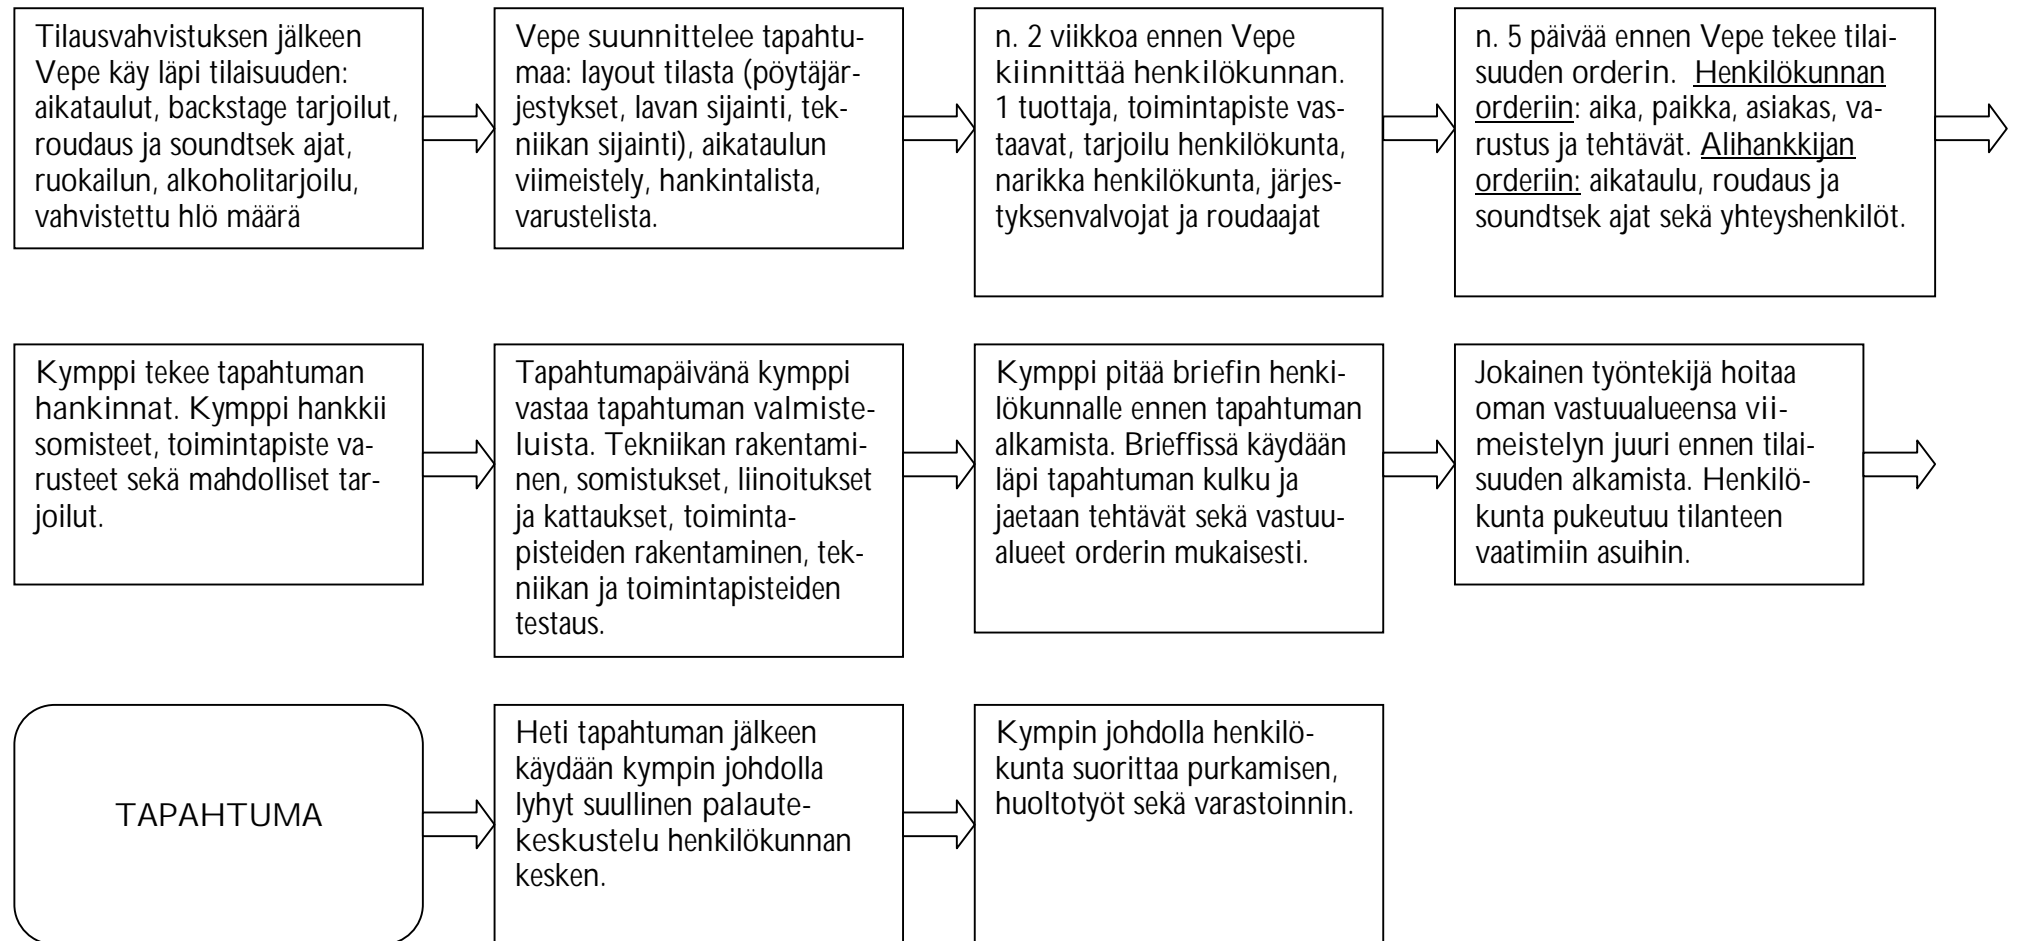 Tilausvahvistuksen jälkeen
Vepe käy läpi tilaisuuden:
aikataulut, backstage tarjoilut,
roudaus ja soundtsek ajat,
ruokailun, alkoholitarjoilu,
vahvistettu hlö määrä
Vepe suunnittelee tapahtu-
maa: layout tilasta (pöytäjär-
jestykset, lavan sijainti, tek-
niikan sijainti), aikataulun
viimeistely, hankintalista,
varustelista.
n. 2 viikkoa ennen Vepe
kiinnittää henkilökunnan.
1 tuottaja, toimintapiste vas-
taavat, tarjoilu henkilökunta,
narikka henkilökunta, järjes-
tyksenvalvojat ja roudaajat
n. 5 päivää ennen Vepe tekee tilai-
suuden orderin. Henkilökunnan
orderiin: aika, paikka, asiakas, va-
rustus ja tehtävät. Alihankkijan
orderiin: aikataulu, roudaus ja
soundtsek ajat sekä yhteyshenkilöt.
Kymppi tekee tapahtuman
hankinnat. Kymppi hankkii
somisteet, toimintapiste va-
rusteet sekä mahdolliset tar-
joilut.
Tapahtumapäivänä kymppi
vastaa tapahtuman valmiste-
luista. Tekniikan rakentami-
nen, somistukset, liinoitukset
ja kattaukset, toiminta-
pisteiden rakentaminen, tek-
niikan ja toimintapisteiden
testaus.
Kymppi pitää briefin henki-
lökunnalle ennen tapahtuman
alkamista. Brieffissä käydään
läpi tapahtuman kulku ja
jaetaan tehtävät sekä vastuu-
alueet orderin mukaisesti.
Jokainen työntekijä hoitaa
oman vastuualueensa vii-
meistelyn juuri ennen tilai-
suuden alkamista. Henkilö-
kunta pukeutuu tilanteen
vaatimiin asuihin.
TAPAHTUMA
Heti tapahtuman jälkeen
käydään kympin johdolla
lyhyt suullinen palaute-
keskustelu henkilökunnan
kesken.
Kympin johdolla henkilö-
kunta suorittaa purkamisen,
huoltotyöt sekä varastoinnin.